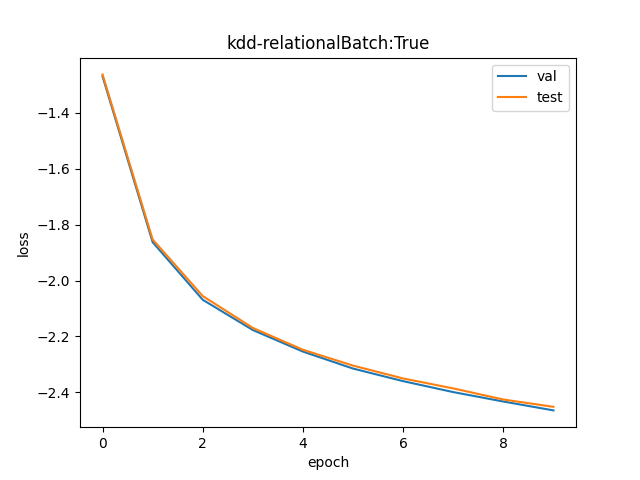 kdd-relationalBatch:True
val
test
loss
−1.4
−1.6
−1.8
−2.0
−2.2
−2.4
0 2 4 6 8
epoch